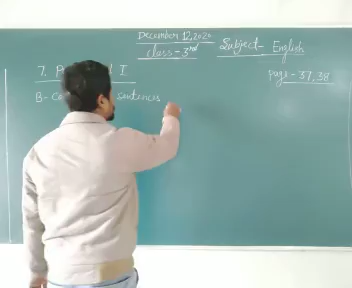 December 12, 2020
Class - 3rd
Subject - English
Page - 37, 38
7. P I
B - co sentences